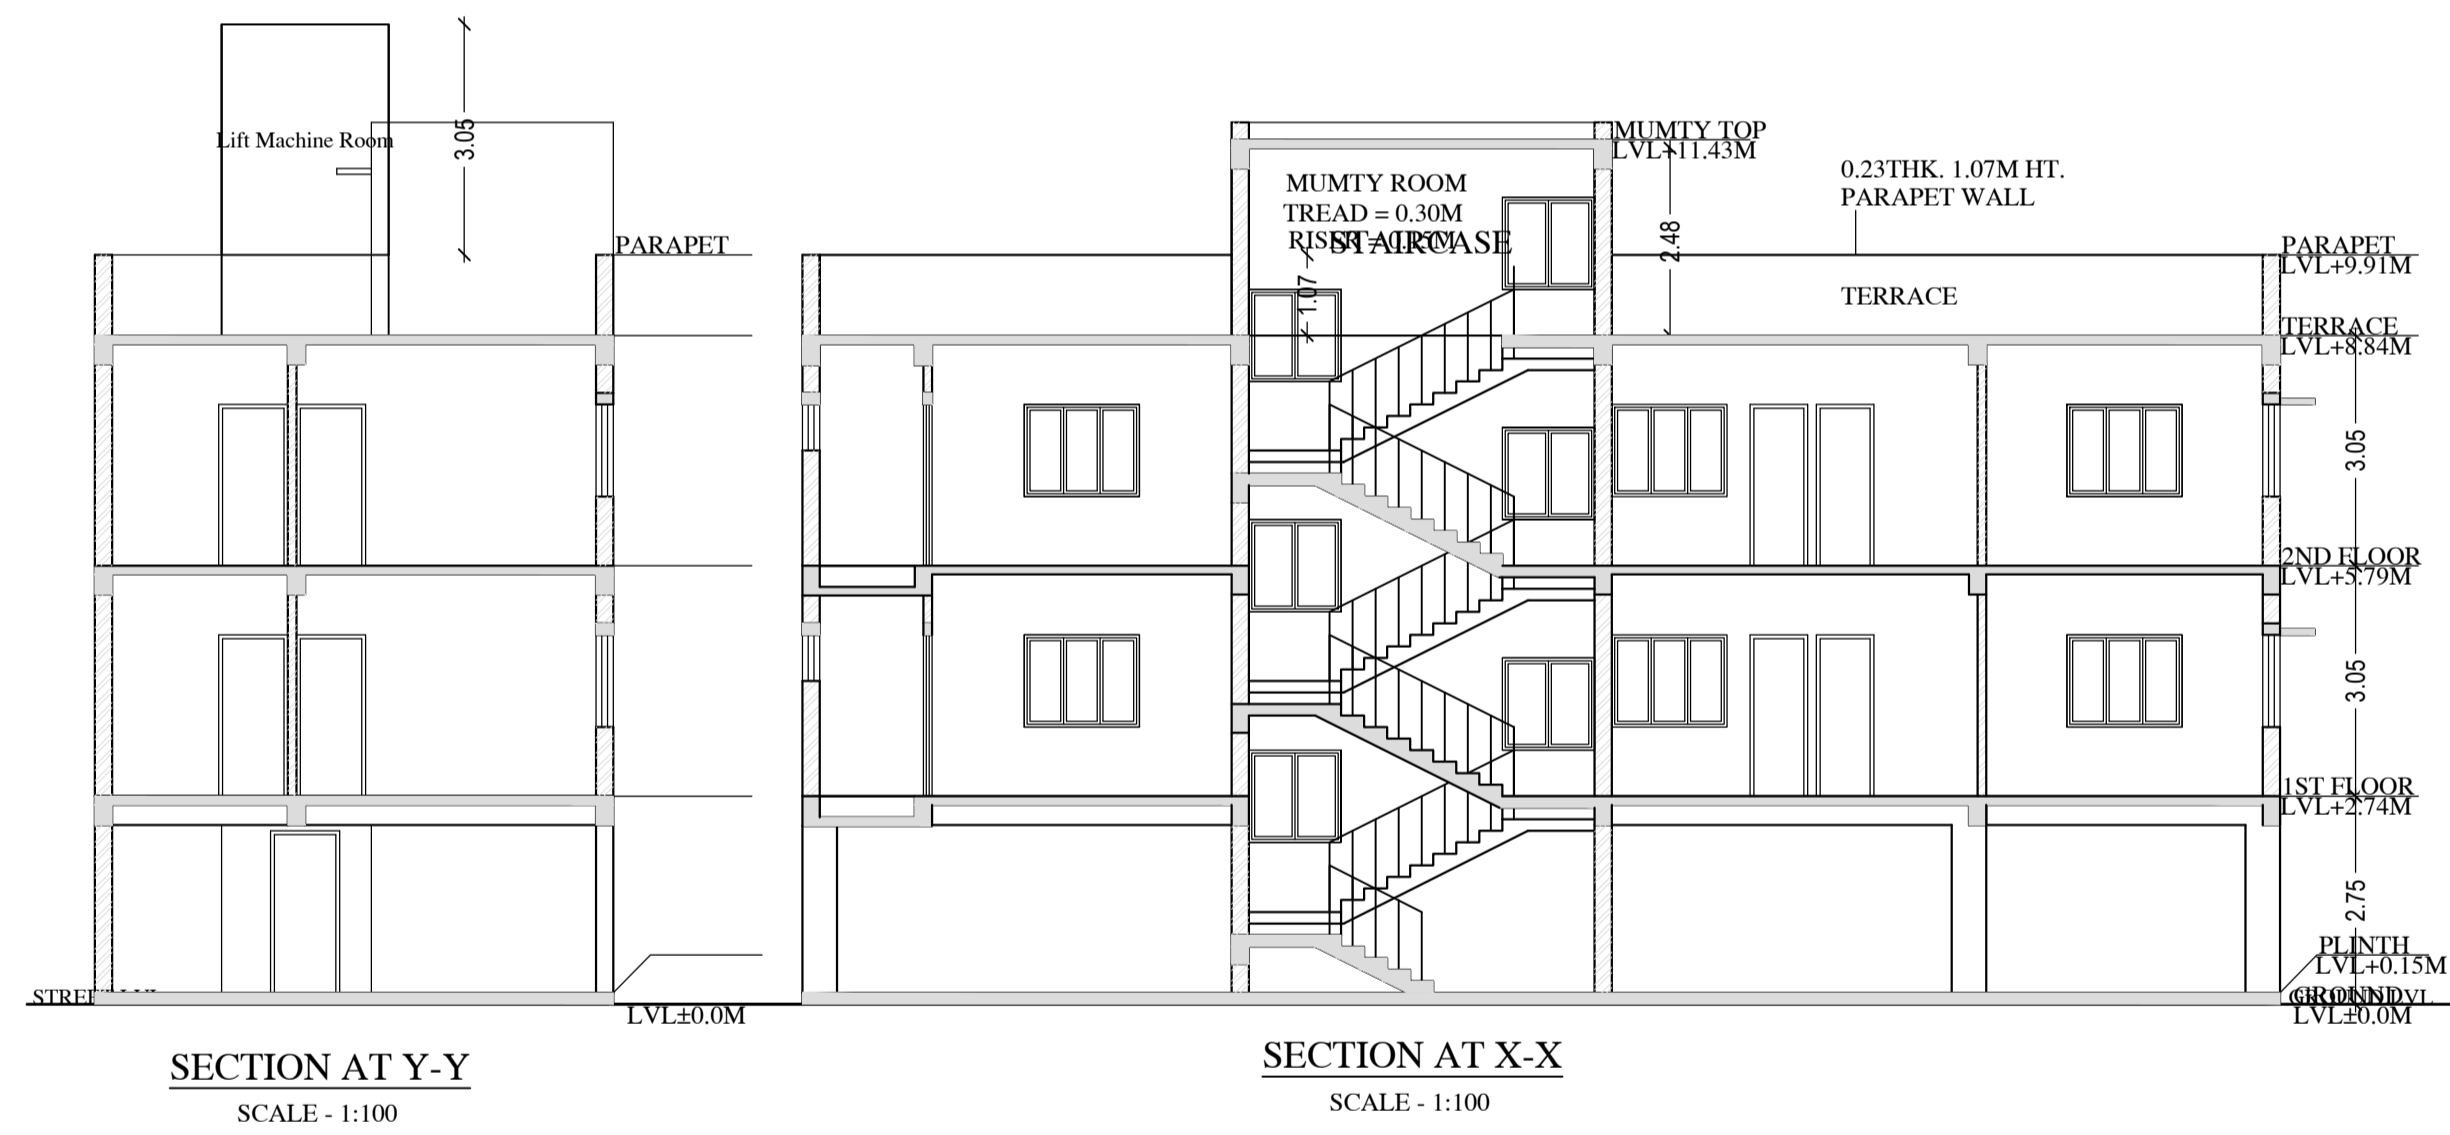 3.05
Lift Machine Room
PARAPET
LVL±0.0M
SECTION AT Y-Y
SCALE - 1:100
MUMTY TOP
LVL+11.43M
MUMTY ROOM
TREAD = 0.30M
STAIRCASE
1.07
2.48
0.23THK. 1.07M HT.
PARAPET WALL
TERRACE
PARAPET
LVL+9.91M
TERRACE
LVL+8.84M
3.05
2ND FLOOR
LVL+5.79M
3.05
1ST FLOOR
LVL+2.74M
2.75
PLINTH
LVL+0.15M
GROUND
LVL±0.0M
SECTION AT X-X
SCALE - 1:100